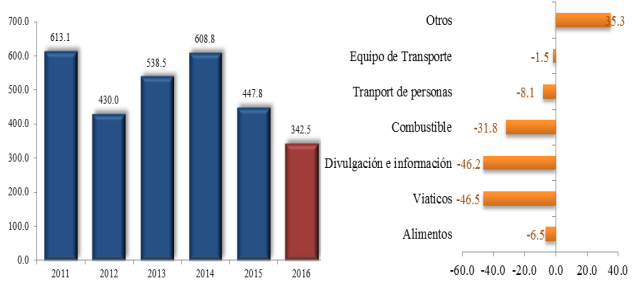 700.0
600.0
500.0
400.0
300.0
200.0
100.0
0.0
613.1
430.0
538.5
608.8
447.8
342.5
2011 2012 2013 2014 2015 2016
Otros 35.3
Equipo de Transporte -1.5
Tranport de personas -8.1
Combustible -31.8
Divulgación e información -46.2
Víaticos -46.5
Alimentos -6.5
-60.0 -40.0 -20.0 0.0 20.0 40.0